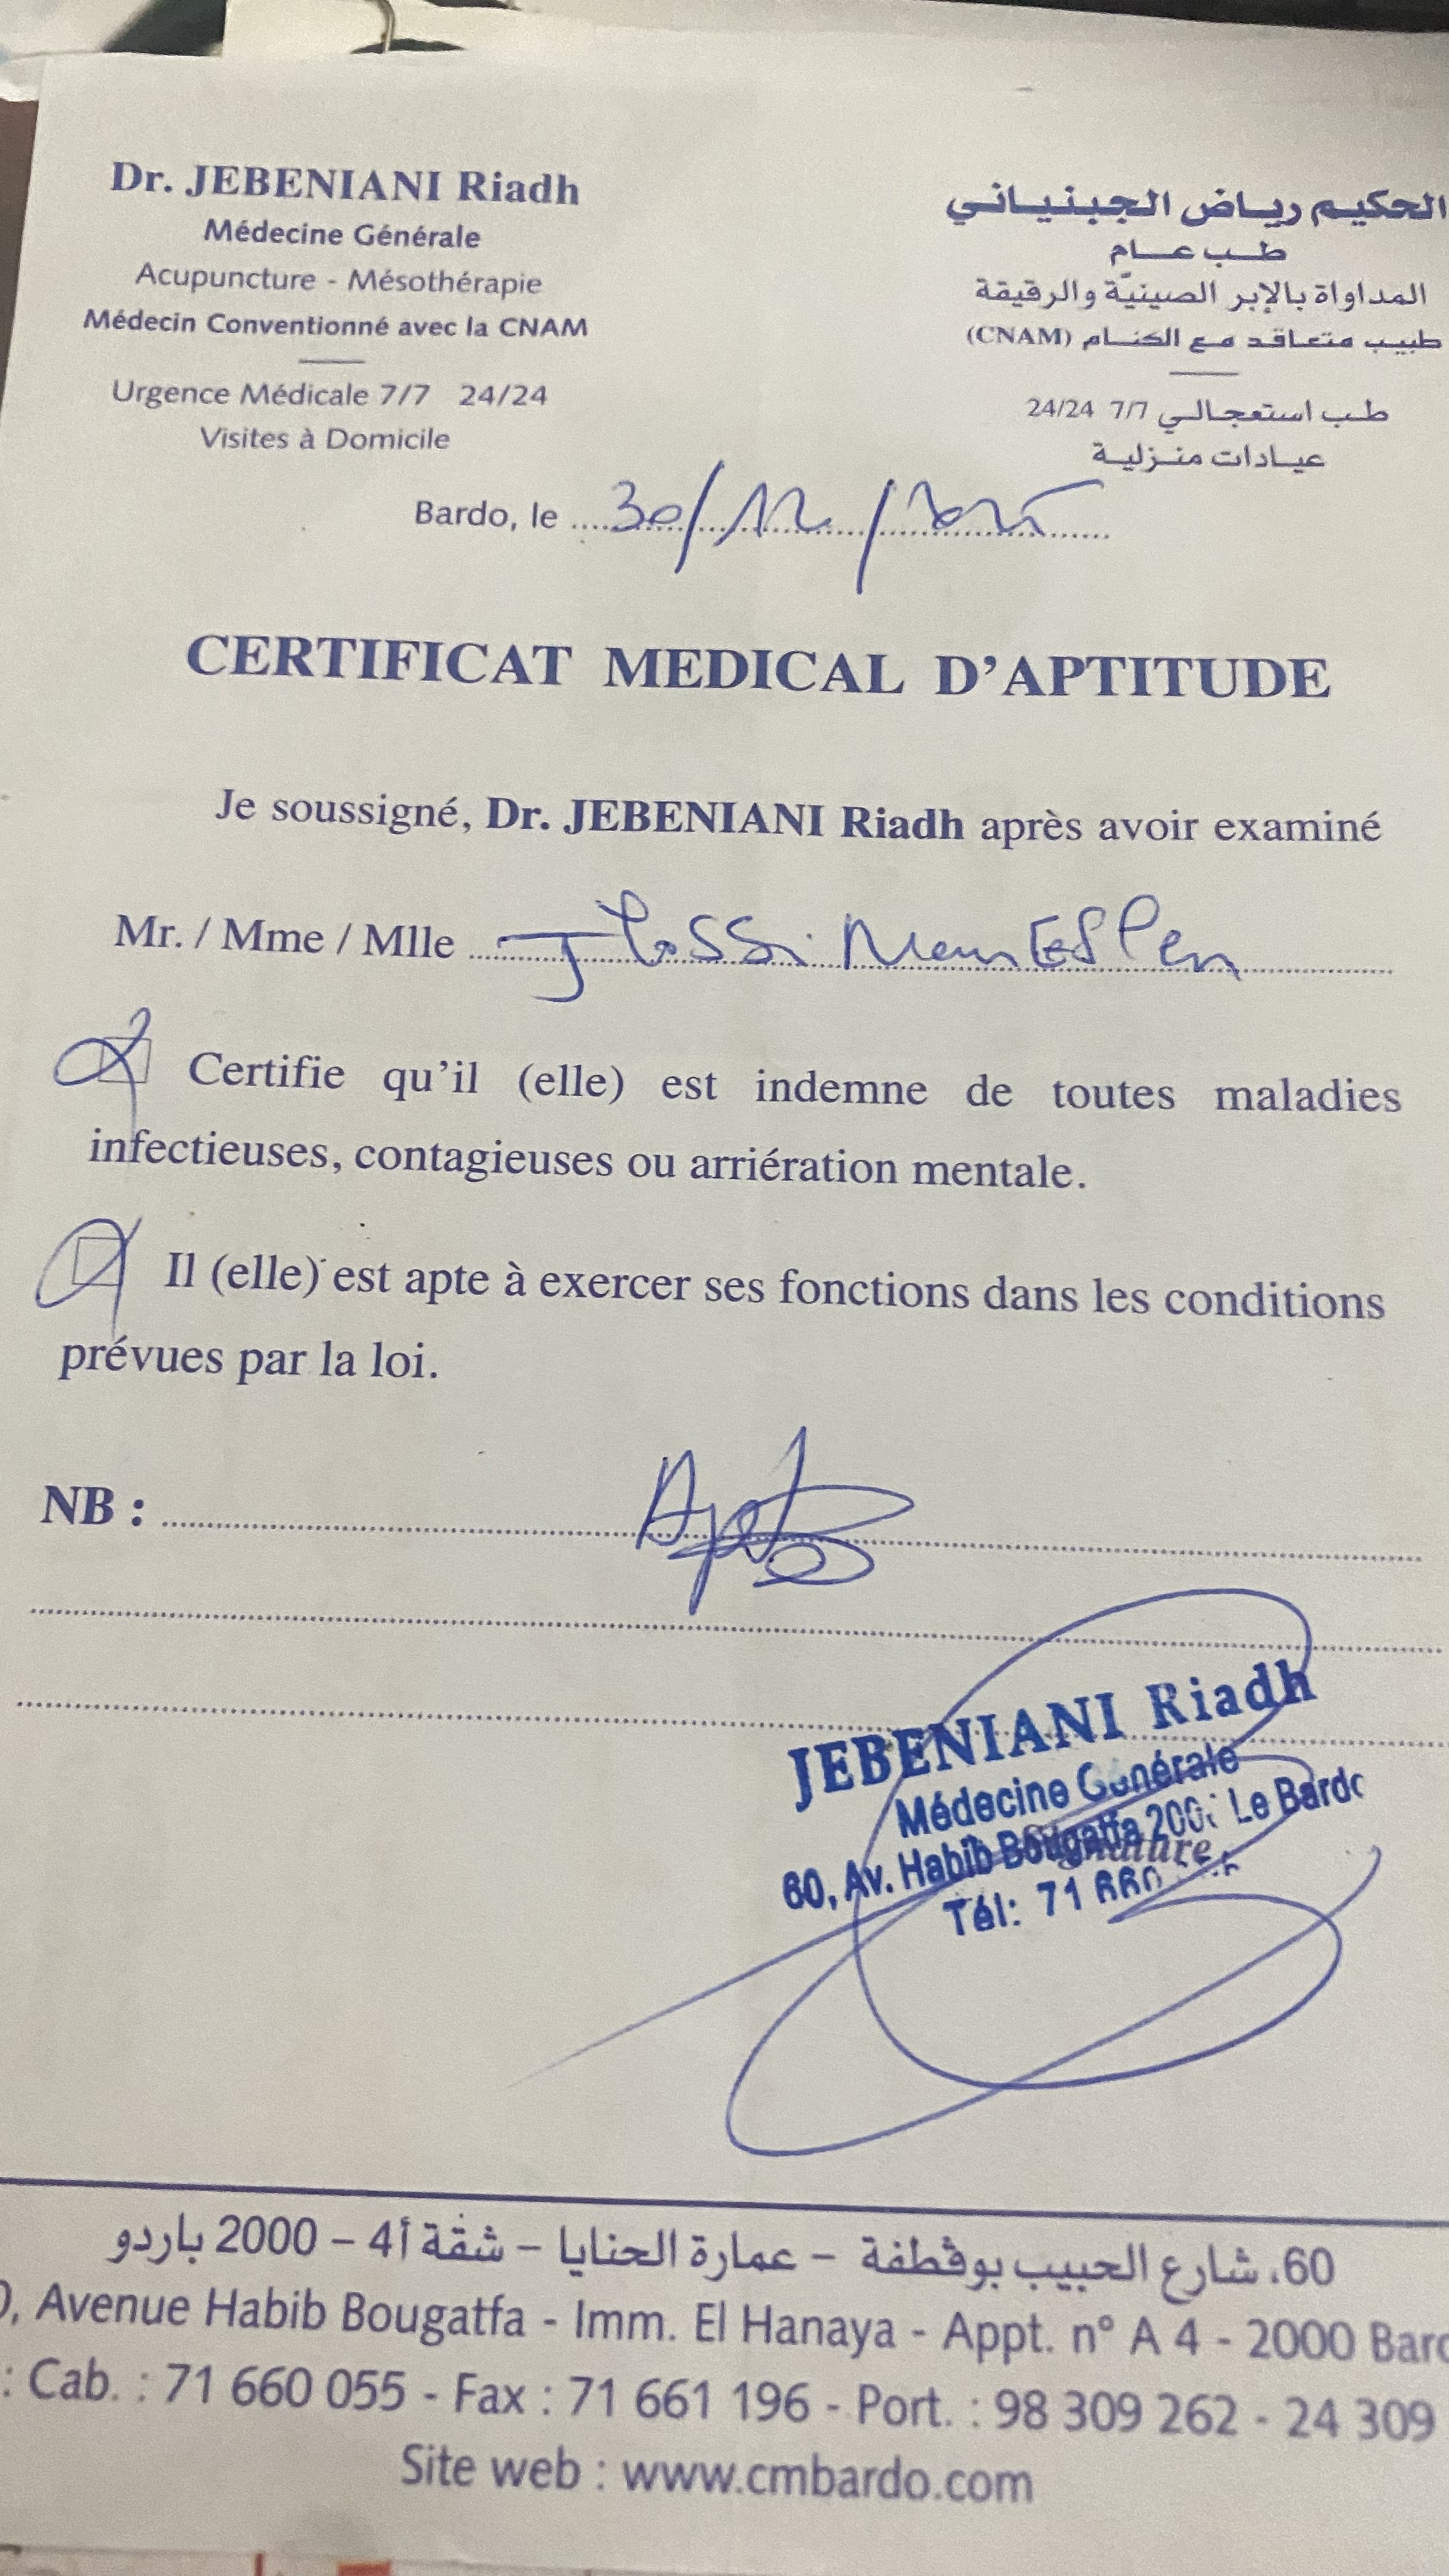 Dr. JEBENIANI Riadh
Médecine Générale
Acupuncture - Mésothérapie
Médecin Conventionné avec la CNAM
Urgence Médicale 7/7 24/24
Visites à Domicile
الحكيم رياض الجبنياني
طب عام
المداواة بالإبر الصينيّة والرقيقة
طبيب متعاقد مع الكنام (CNAM)
طب استعجالي 7/7 24/24
عيادات منزلية
Bardo, le 30/12/2025
CERTIFICAT MEDICAL D'APTITUDE
Je soussigné, Dr. JEBENIANI Riadh après avoir examiné
Mr. / Mme / Mlle
Certifie qu'il (elle) est indemne de toutes maladies
infectieuses, contagieuses ou arriération mentale.
Il (elle) est apte à exercer ses fonctions dans les conditions
prévues par la loi.
NB : Apte
JEBENIANI Riadh
Médecine Générale
60, Av. Habib Bougatfa Le Bardo
Signature
Tél: 71 660
60، شارع الحبيب بوقطفة - عمارة الحنايا - شقة أ4 - 2000 باردو
, Avenue Habib Bougatfa - Imm. El Hanaya - Appt. n° A 4 - 2000 Bard
: Cab. : 71 660 055 - Fax : 71 661 196 - Port. : 98 309 262 - 24 309
Site web : www.cmbardo.com